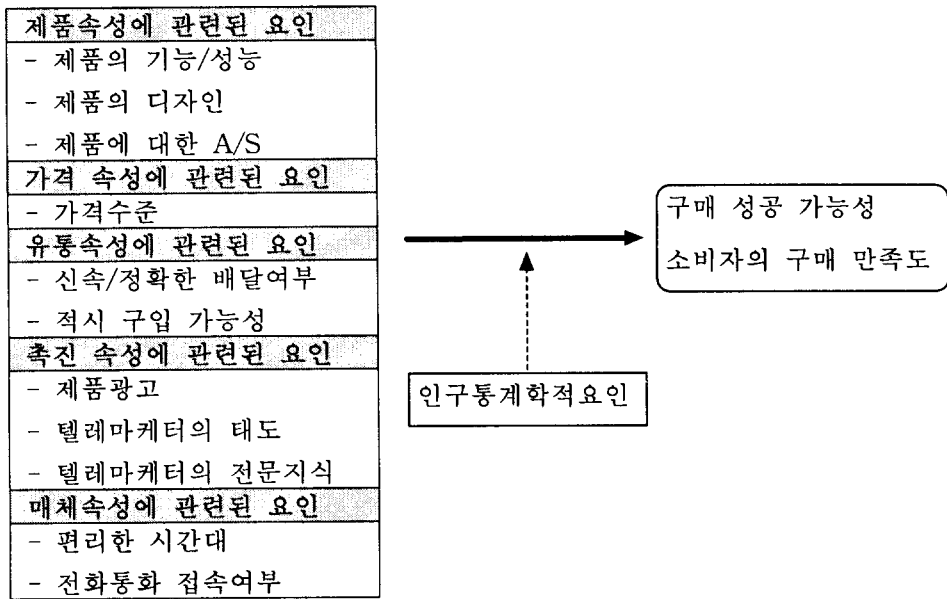 제품속성에 관련된 요인
- 제품의 기능/성능
- 제품의 디자인
- 제품에 대한 A/S
가격 속성에 관련된 요인
- 가격수준
유통속성에 관련된 요인
- 신속/정확한 배달여부
- 적시 구입 가능성
촉진 속성에 관련된 요인
- 제품광고
- 텔레마케터의 태도
- 텔레마케터의 전문지식
매체속성에 관련된 요인
- 편리한 시간대
- 전화통화 접속여부
구매 성공 가능성
소비자의 구매 만족도
인구통계학적요인